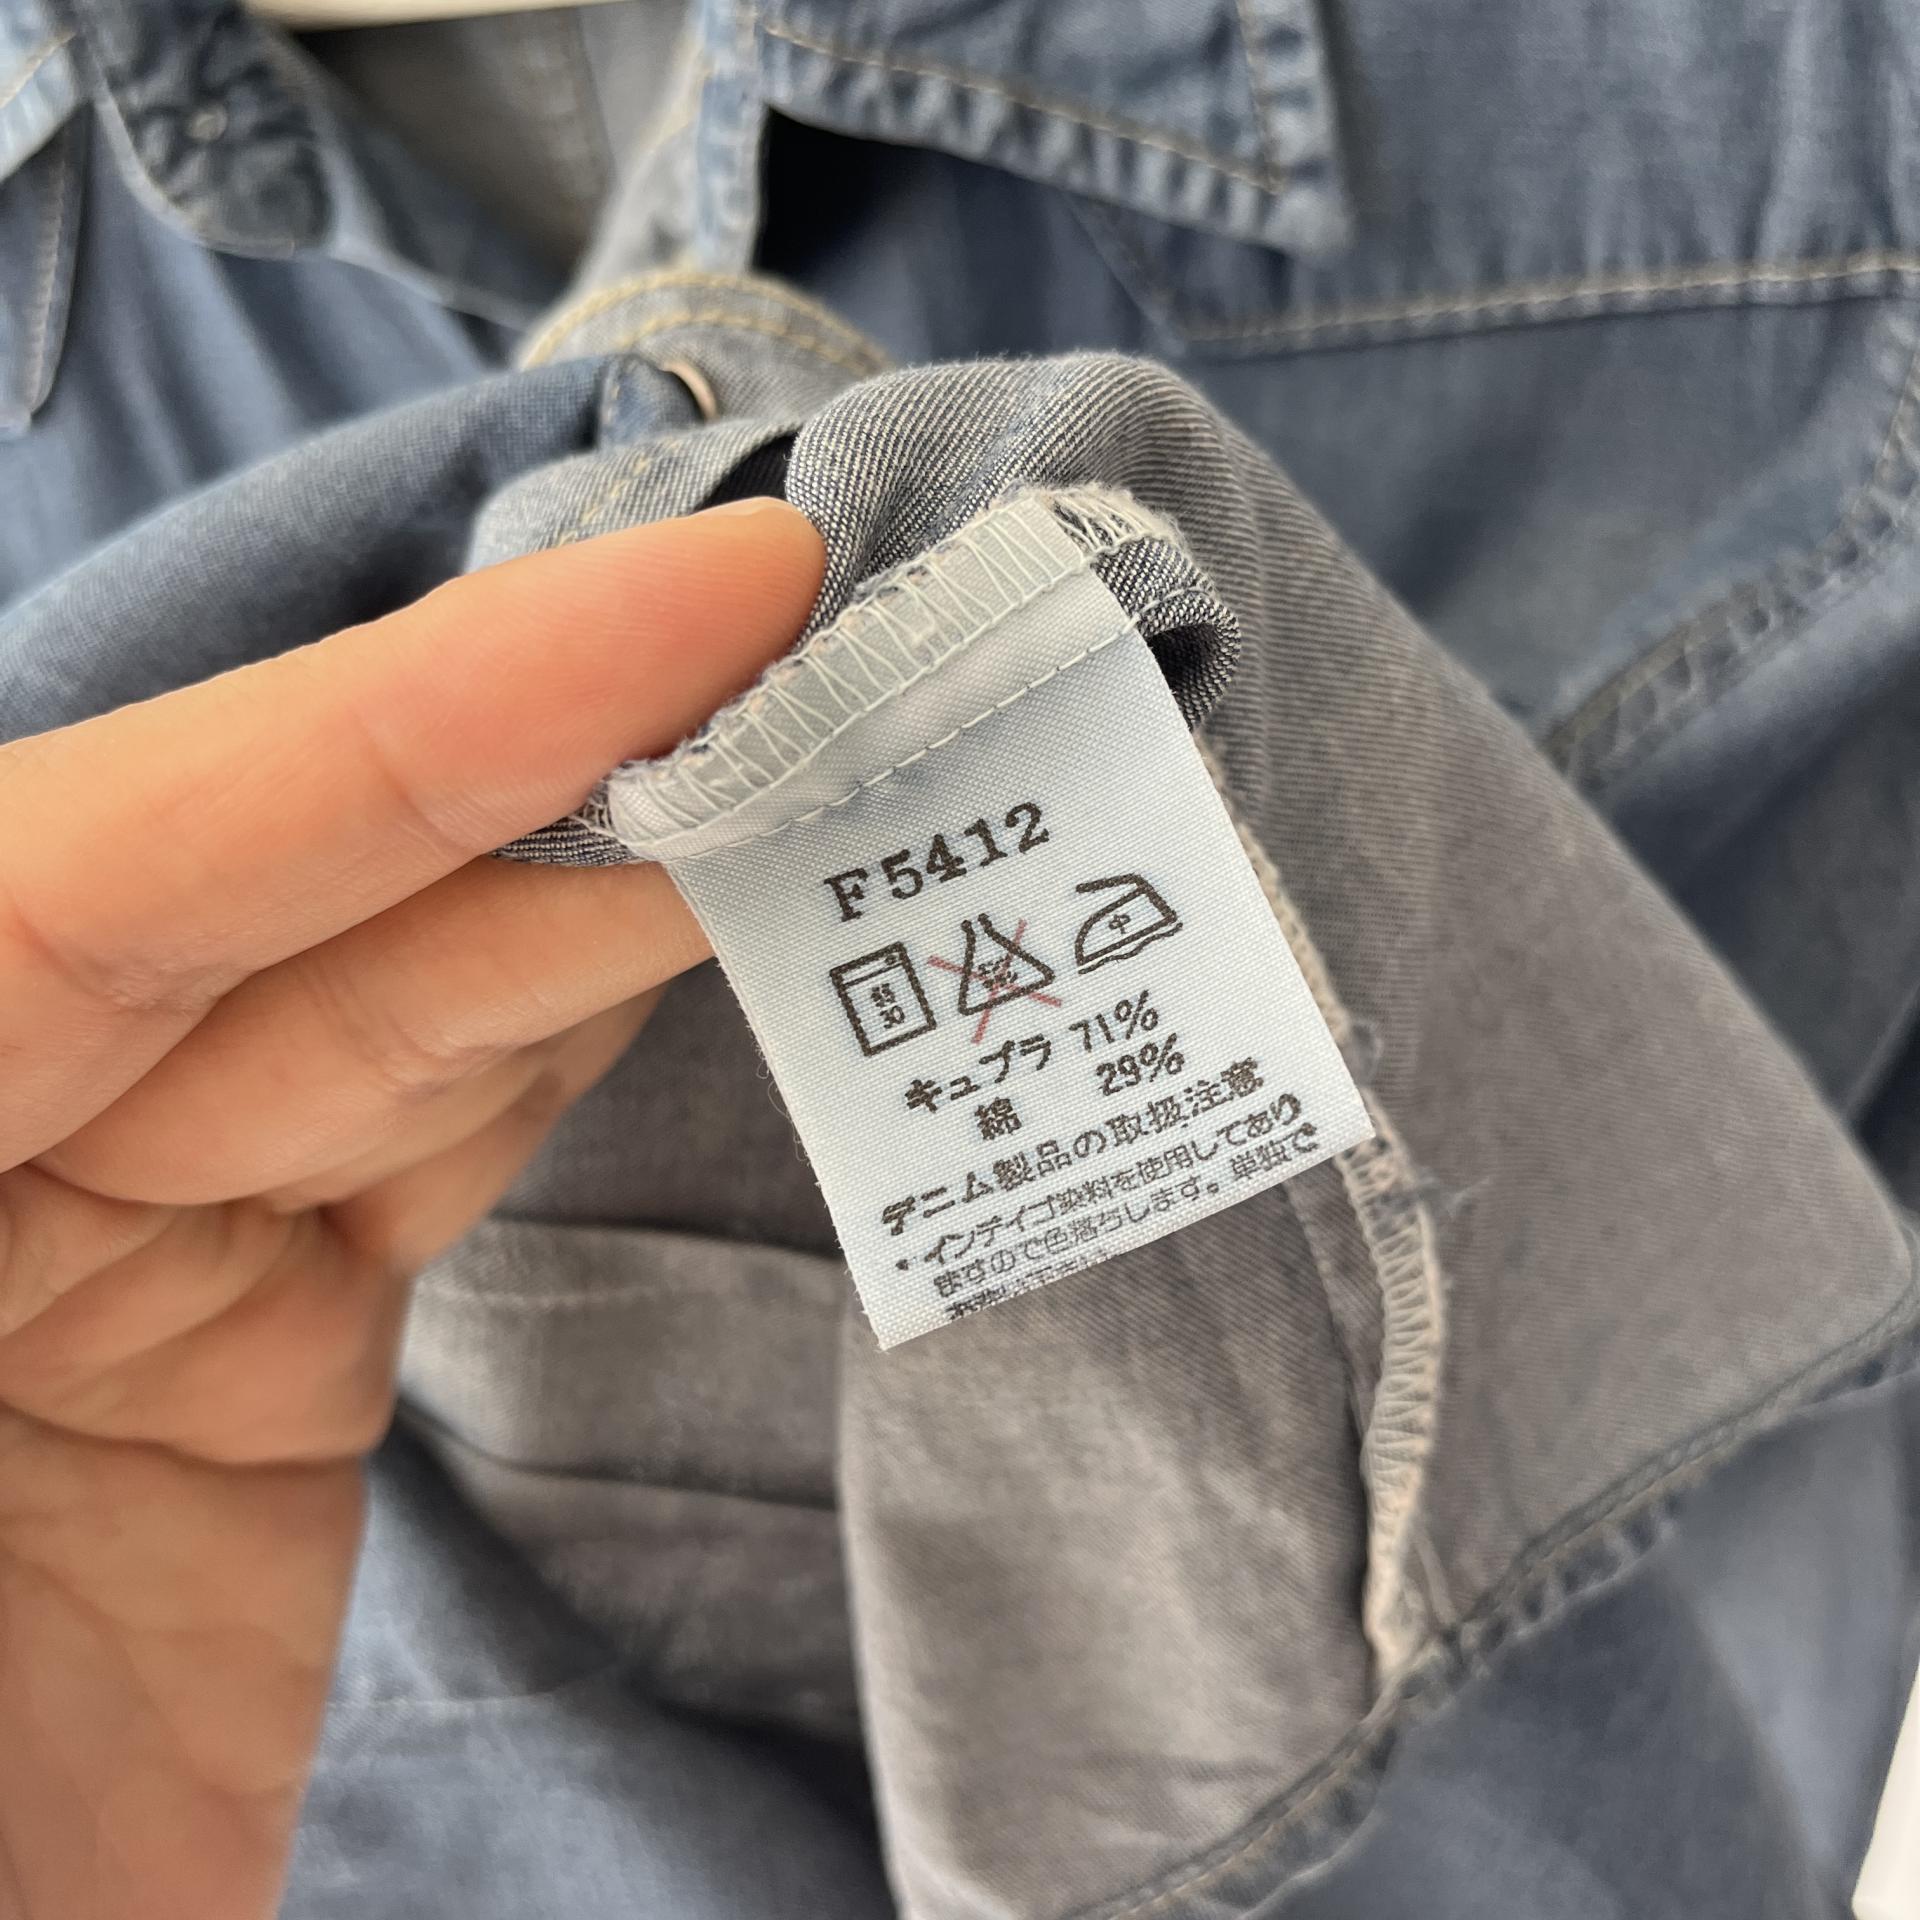 F5412
中
キュプラ 71%
綿 29%
デニム製品の取扱注意
・インディゴ染料を使用してあり
ますので色落ちします。単独で